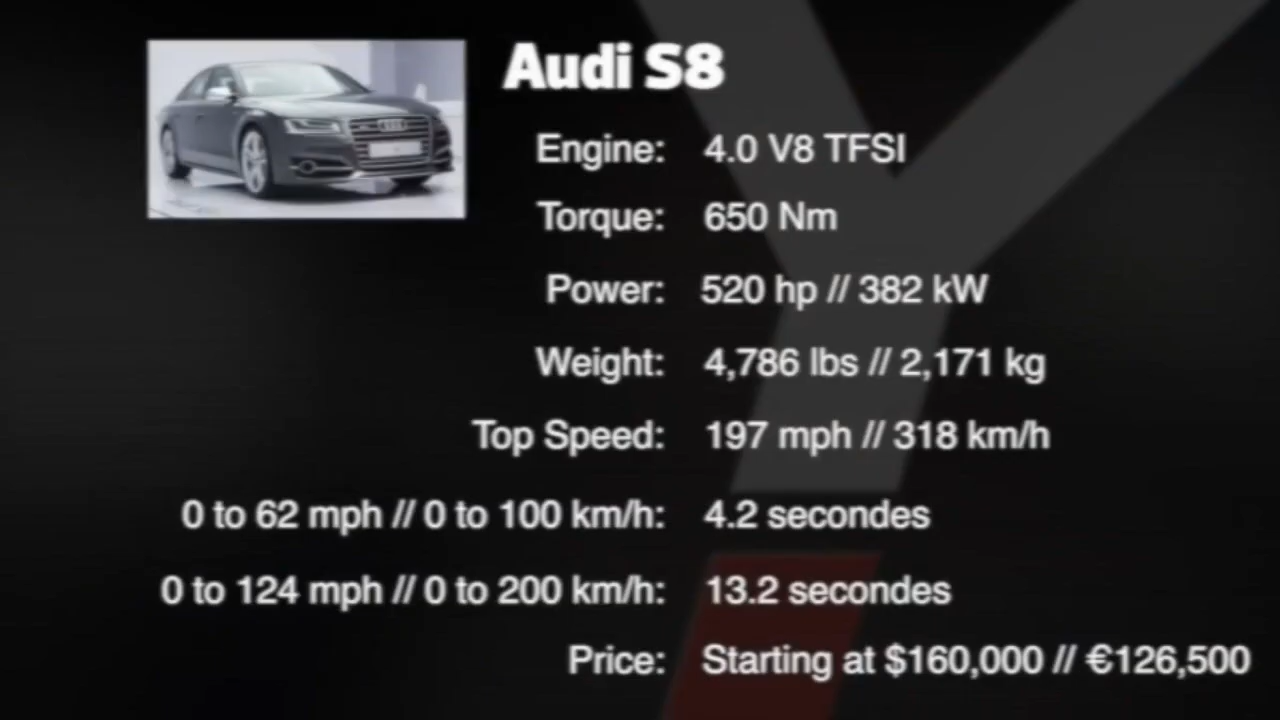 Audi S8
Engine: 4.0 V8 TFSI
Torque: 650 Nm
Power: 520 hp // 382 kW
Weight: 4,786 lbs // 2,171 kg
Top Speed: 197 mph // 318 km/h
0 to 62 mph // 0 to 100 km/h: 4.2 secondes
0 to 124 mph // 0 to 200 km/h: 13.2 secondes
Price: Starting at $160,000 // €126,500